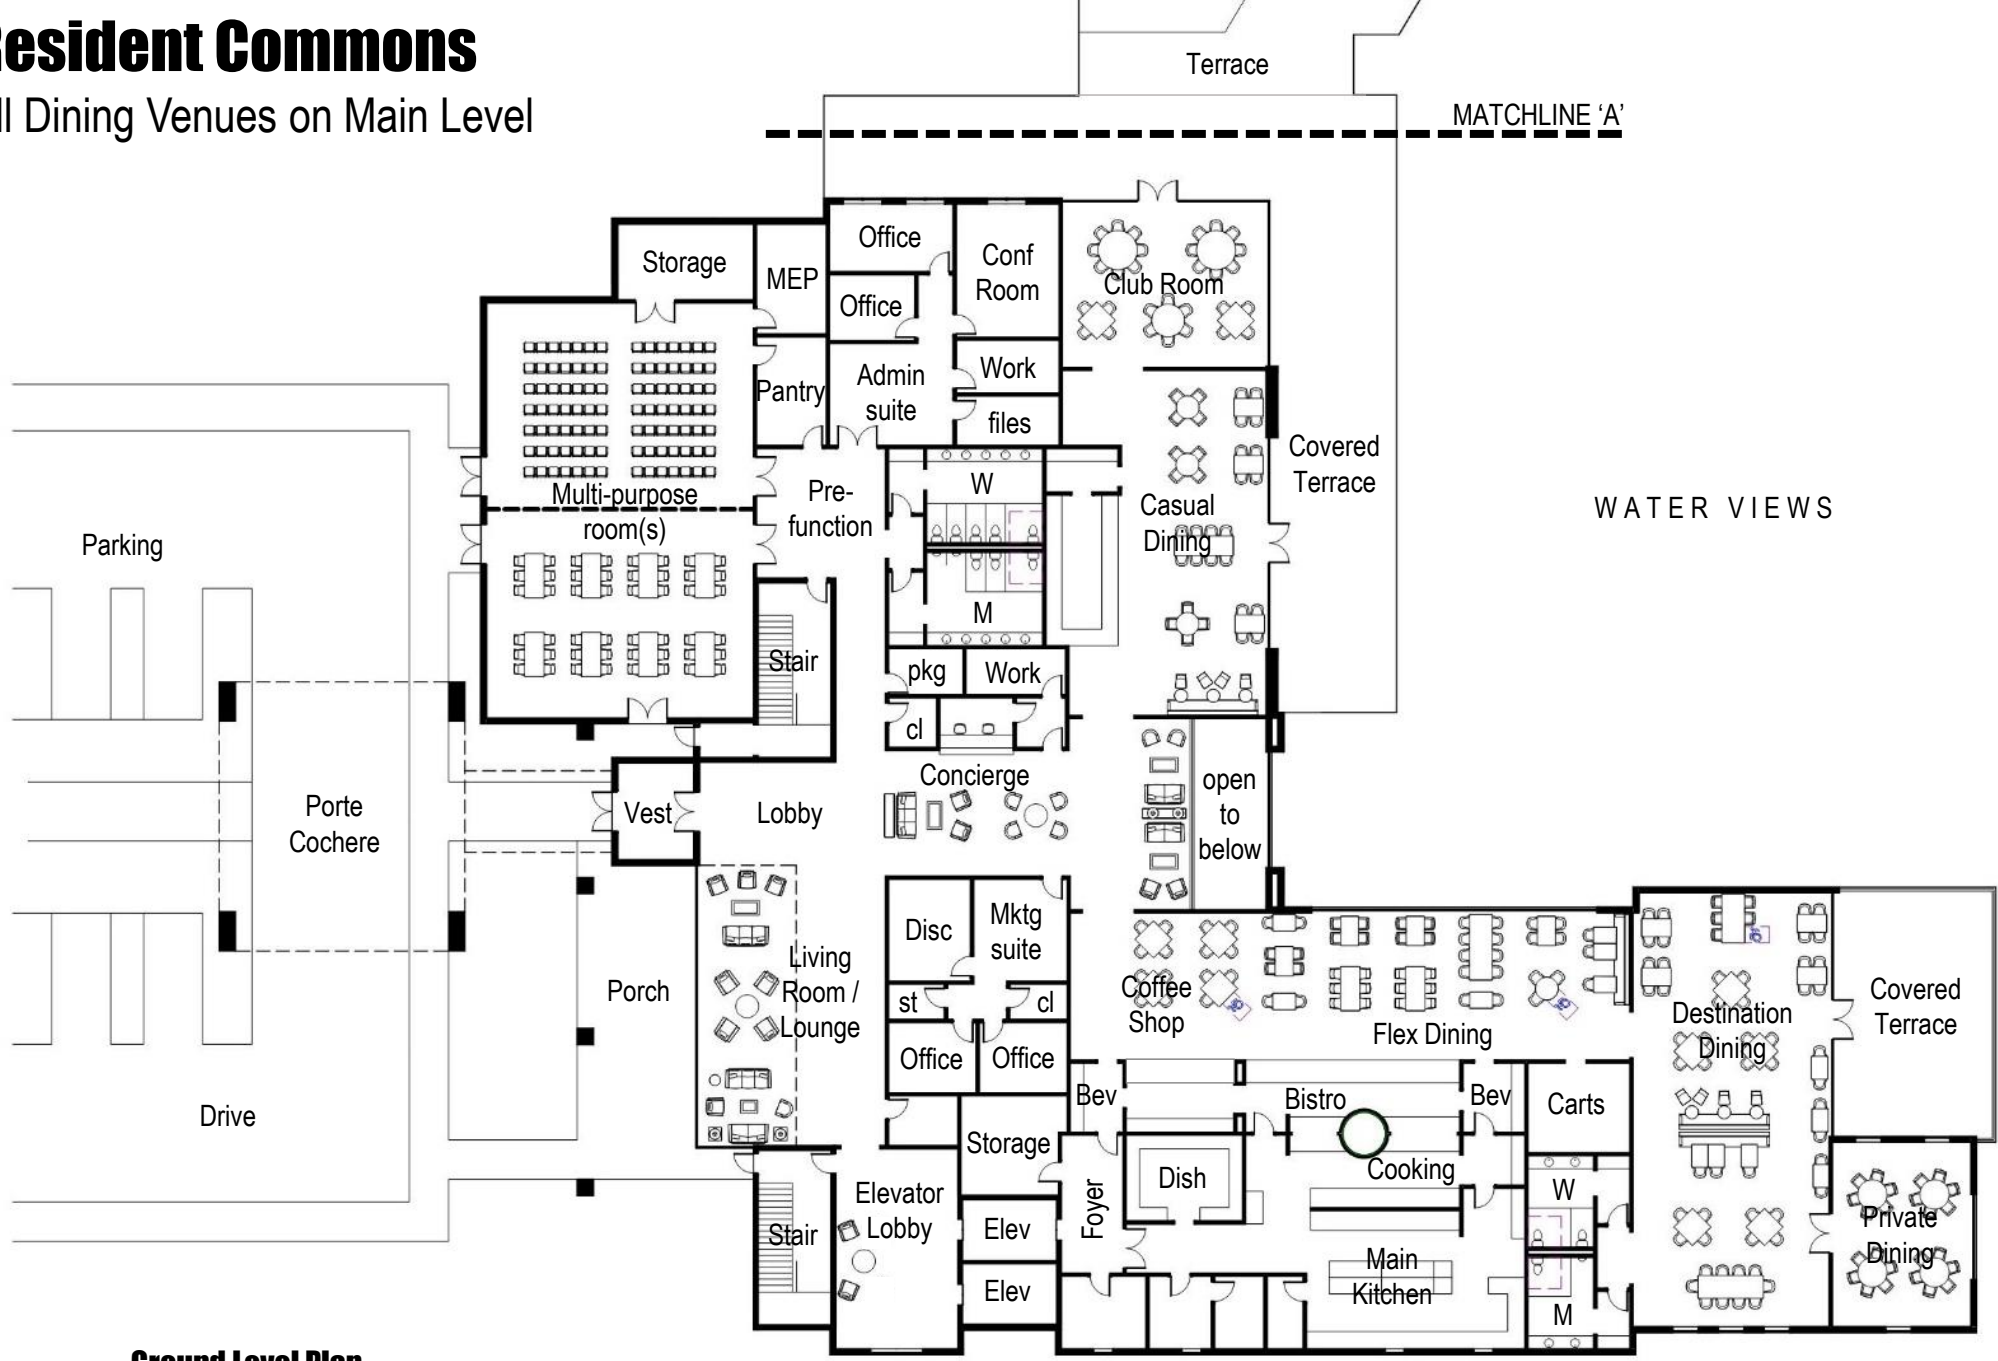 Resident Commons
ll Dining Venues on Main Level
Terrace
MATCHLINE ‘A’
Storage
MEP
Office
Office
Conf
Room
Club Room
Pantry
Admin
suite
Work
files
Covered
Terrace
WATER VIEWS
Multi-purpose
room(s)
Pre-
function
W
M
Casual
Dining
Parking
Stair
pkg
Work
cl
Concierge
Porte
Cochere
Vest
Lobby
open
to
below
Disc
Mktg
suite
Living
Room /
Lounge
Porch
st
cl
Office
Office
Coffee
Shop
Flex Dining
Destination
Dining
Covered
Terrace
Drive
Bev
Bistro
Bev
Carts
Storage
Cooking
Dish
Foyer
Elevator
Lobby
Stair
Elev
Elev
Main
Kitchen
W
M
Private
Dining
Ground Level Plan